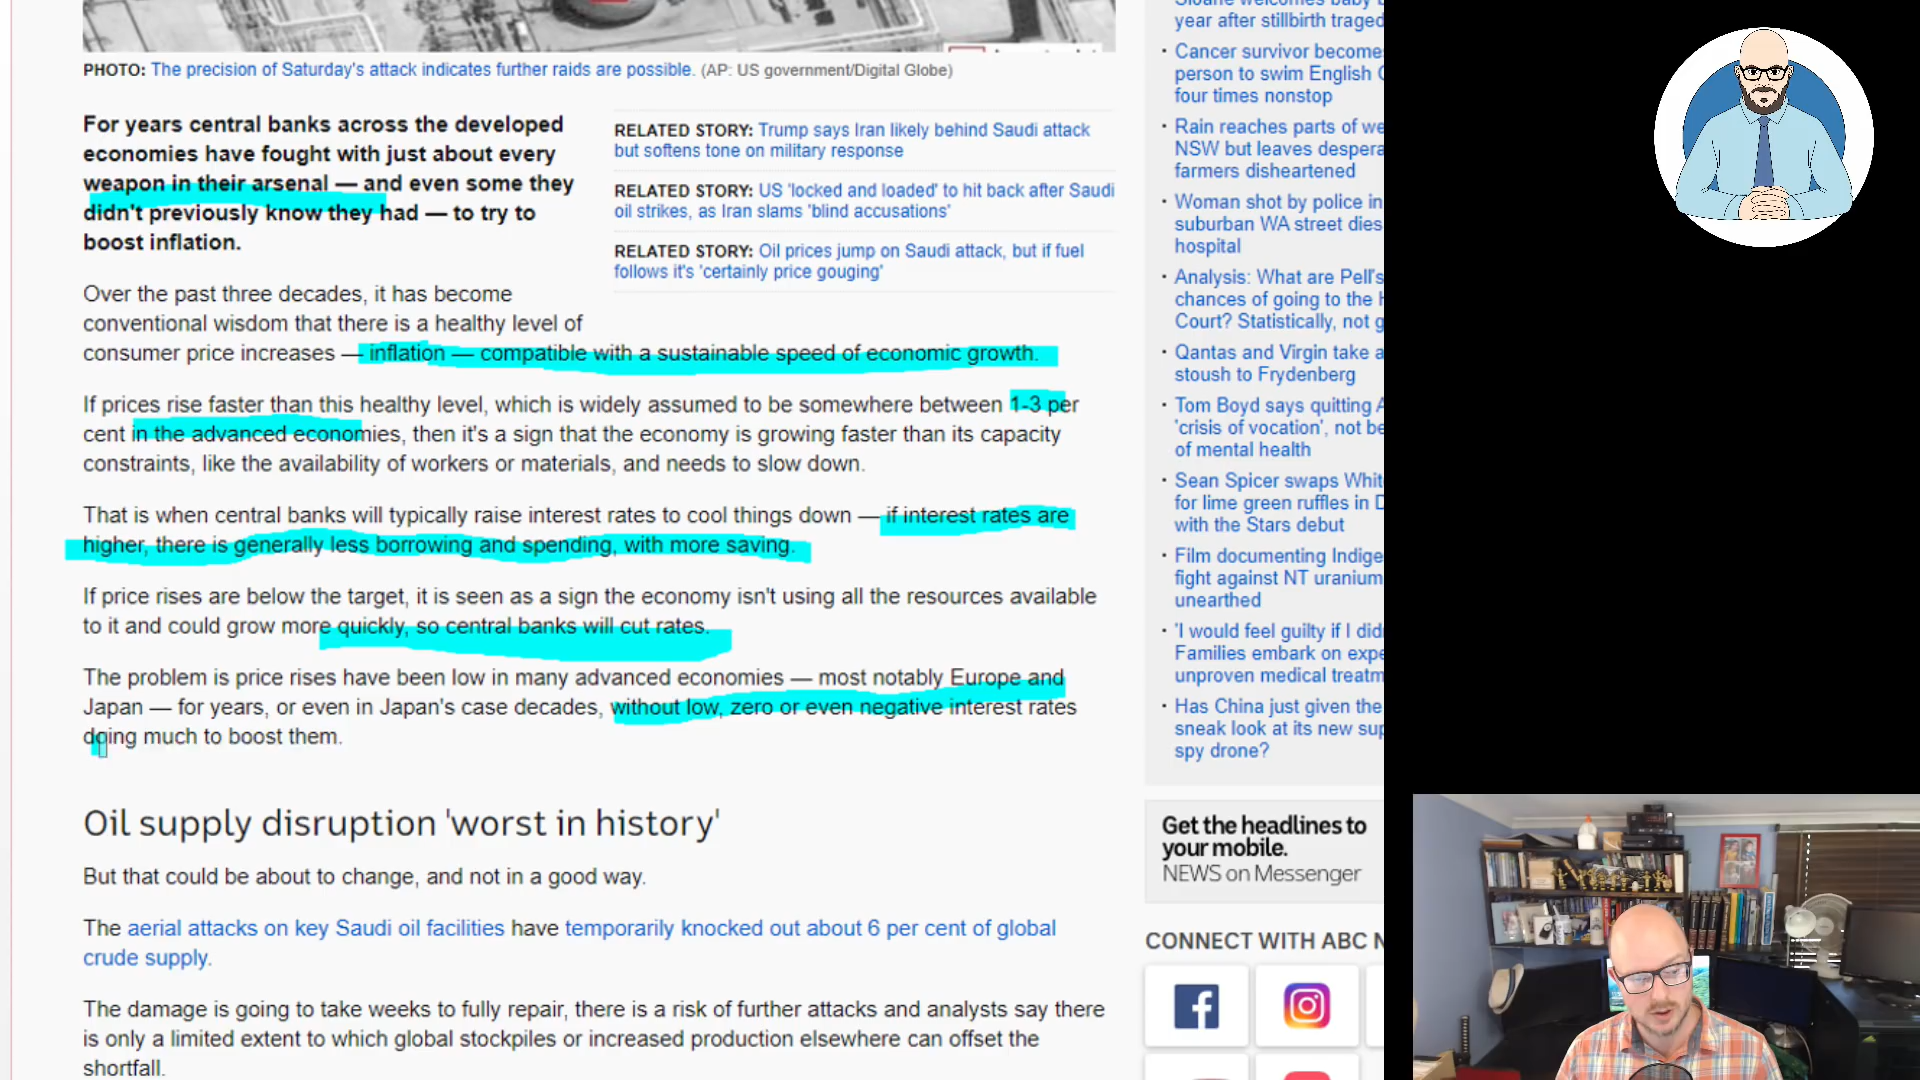 PHOTO: The precision of Saturday's attack indicates further raids are possible. (AP: US government/Digital Globe)
For years central banks across the developed
economies have fought with just about every
weapon in their arsenal — and even some they
didn't previously know they had — to try to
boost inflation.
RELATED STORY: Trump says Iran likely behind Saudi attack
but softens tone on military response
RELATED STORY: US 'locked and loaded' to hit back after Saudi
oil strikes, as Iran slams 'blind accusations'
RELATED STORY: Oil prices jump on Saudi attack, but if fuel
follows it's 'certainly price gouging'
Over the past three decades, it has become
conventional wisdom that there is a healthy level of
consumer price increases — inflation — compatible with a sustainable speed of economic growth.
If prices rise faster than this healthy level, which is widely assumed to be somewhere between 1-3 per
cent in the advanced economies, then it's a sign that the economy is growing faster than its capacity
constraints, like the availability of workers or materials, and needs to slow down.
That is when central banks will typically raise interest rates to cool things down — if interest rates are
higher, there is generally less borrowing and spending, with more saving.
If price rises are below the target, it is seen as a sign the economy isn't using all the resources available
to it and could grow more quickly, so central banks will cut rates.
The problem is price rises have been low in many advanced economies — most notably Europe and
Japan — for years, or even in Japan's case decades, without low, zero or even negative interest rates
doing much to boost them.
Oil supply disruption 'worst in history'
But that could be about to change, and not in a good way.
The aerial attacks on key Saudi oil facilities have temporarily knocked out about 6 per cent of global
crude supply.
The damage is going to take weeks to fully repair, there is a risk of further attacks and analysts say there
is only a limited extent to which global stockpiles or increased production elsewhere can offset the
shortfall.
year after stillbirth traged
• Cancer survivor become
person to swim English
four times nonstop
• Rain reaches parts of we
NSW but leaves despera
farmers disheartened
• Woman shot by police in
suburban WA street dies
hospital
• Analysis: What are Pell's
chances of going to the
Court? Statistically, not g
• Qantas and Virgin take a
stoush to Frydenberg
• Tom Boyd says quitting
'crisis of vocation', not be
of mental health
• Sean Spicer swaps Whit
for lime green ruffles in
with the Stars debut
• Film documenting Indige
fight against NT uranium
unearthed
• 'I would feel guilty if I did
Families embark on expe
unproven medical treatm
• Has China just given the
sneak look at its new sup
spy drone?
Get the headlines to
your mobile.
NEWS on Messenger
CONNECT WITH ABC N